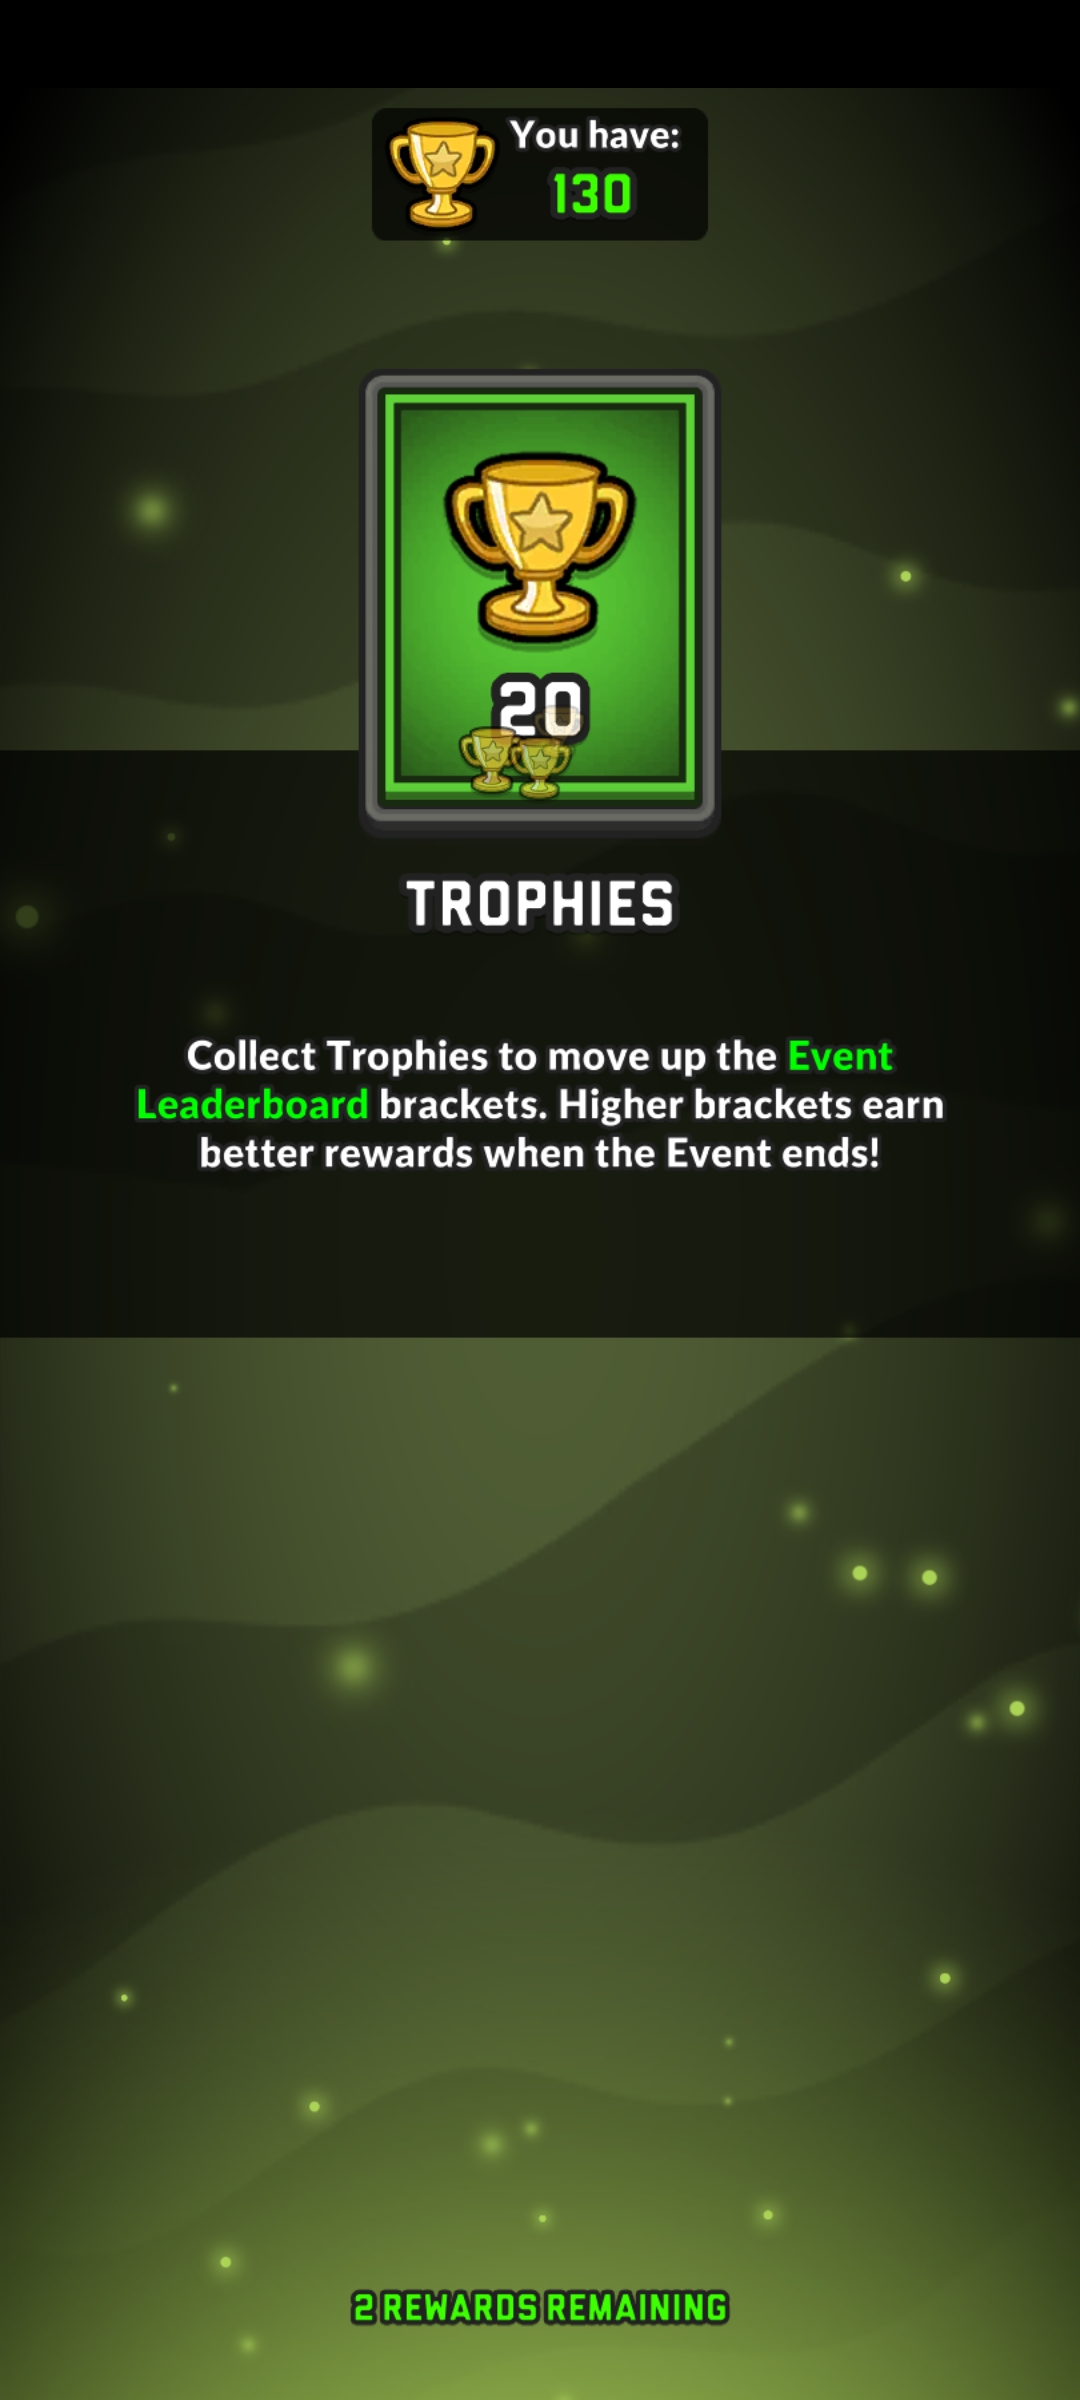 You have:
130
20
TROPHIES
Collect Trophies to move up the Event
Leaderboard brackets. Higher brackets earn
better rewards when the Event ends!
2 REWARDS REMAINING